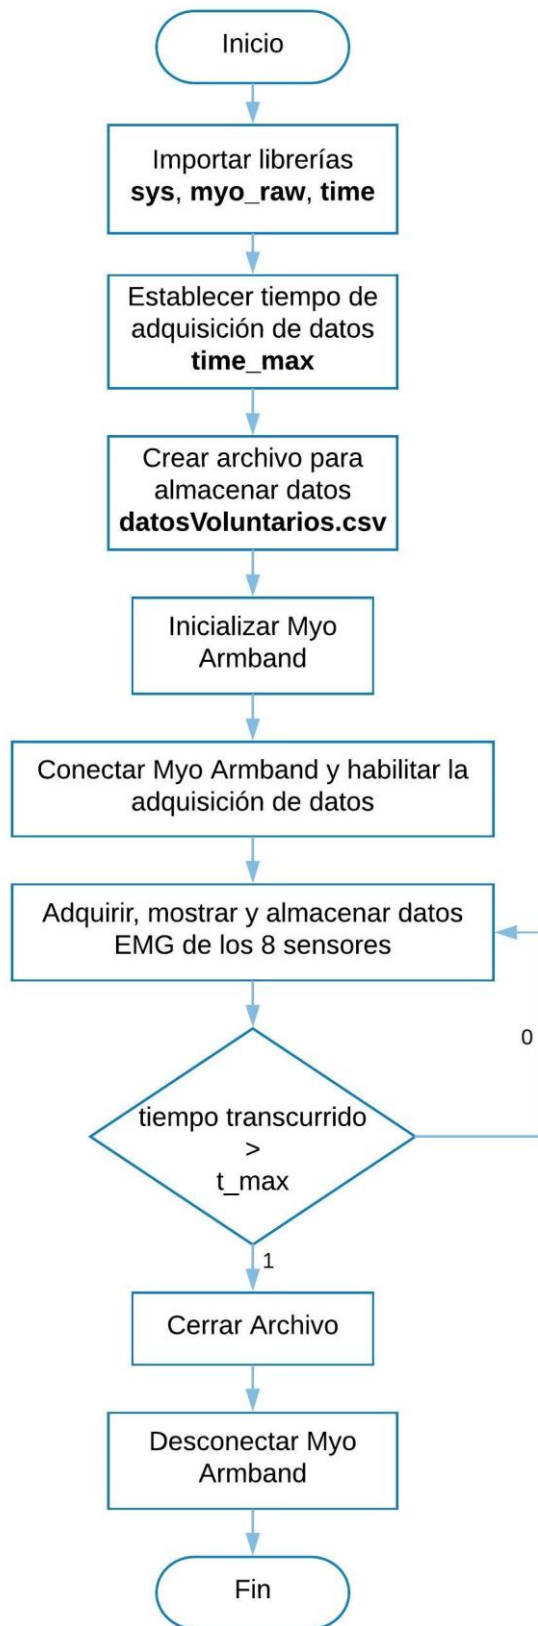 Inicio
Importar librerías
sys, myo_raw, time
Establecer tiempo de
adquisición de datos
time_max
Crear archivo para
almacenar datos
datosVoluntarios.csv
Inicializar Myo
Armband
Conectar Myo Armband y habilitar la
adquisición de datos
Adquirir, mostrar y almacenar datos
EMG de los 8 sensores
0
tiempo transcurrido
>
t_max
1
Cerrar Archivo
Desconectar Myo
Armband
Fin